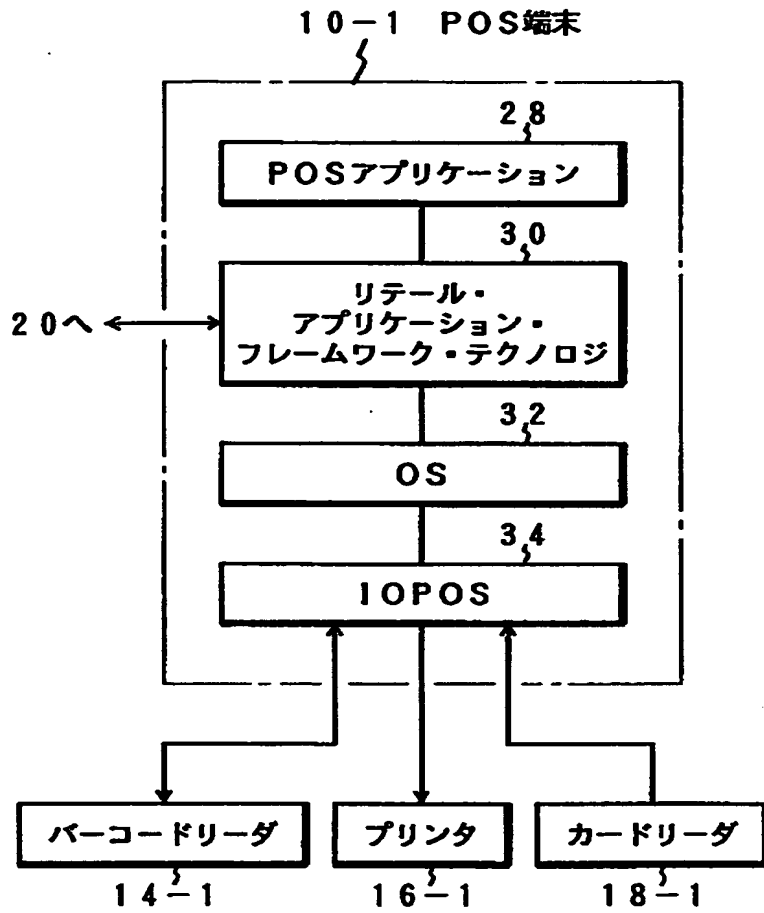 10-1 POS端末
28
POSアプリケーション
30
リテール・
アプリケーション・
フレームワーク・テクノロジ
20へ
32
OS
34
IOPOS
バーコードリーダ
プリンタ
カードリーダ
14-1
16-1
18-1